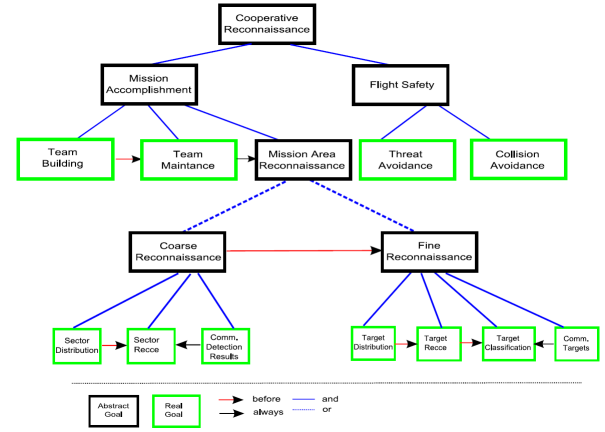 Cooperative
Reconnaissance
Mission
Accomplishment
Flight Safety
Team
Building
Team
Maintance
Mission Area
Reconnaissance
Threat
Avoidance
Collision
Avoidance
Coarse
Reconnaissance
Fine
Reconnaissance
Sector
Distribution
Sector
Recce
Comm.
Detection
Results
Target
Distribution
Target
Recce
Target
Classification
Comm.
Targets
Abstract
Goal
Real
Goal
before
always
and
or